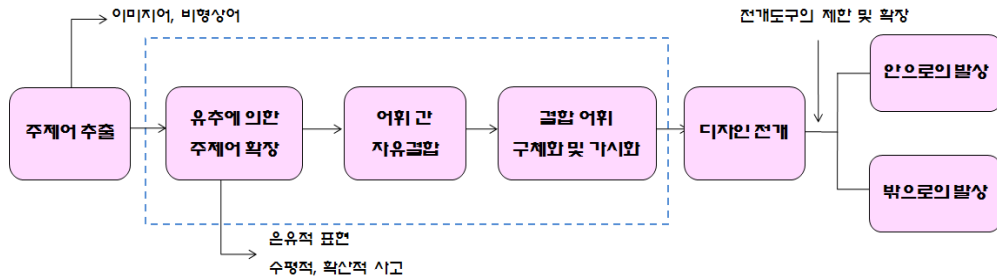 이미지어, 비형상어
전개도구의 제한 및 확장
주제어 추출
유추에 의한
주제어 확장
어휘 간
자유결합
결합 어휘
구체화 및 가시화
디자인 전개
안으로의 발상
밖으로의 발상
은유적 표현
수평적, 확산적 사고